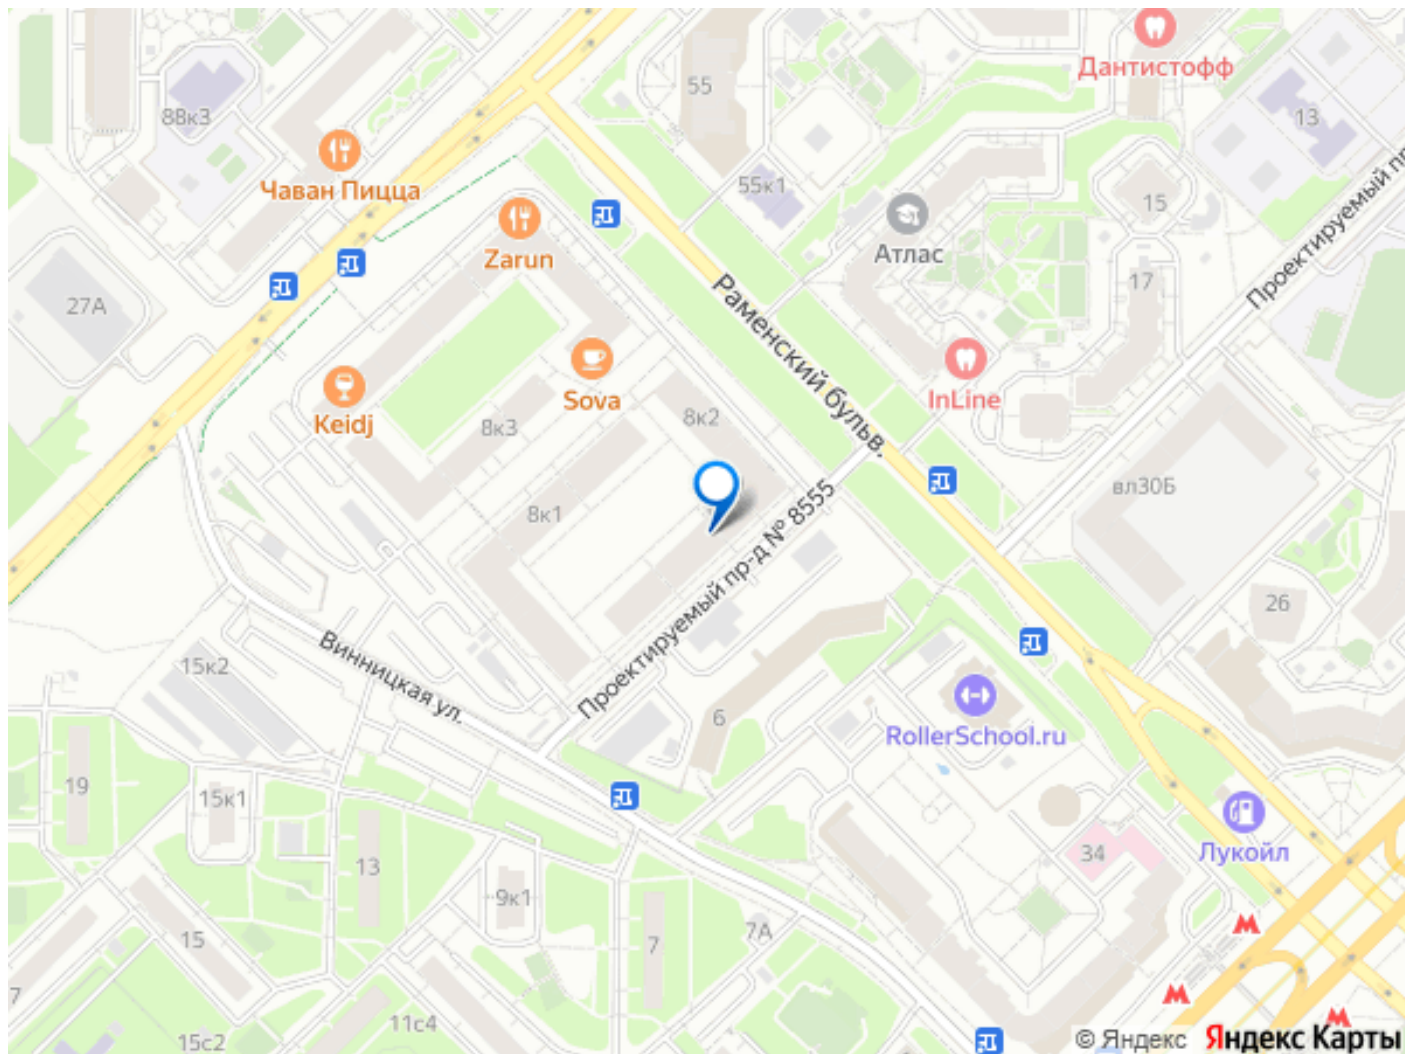 Дантистофф
55
13
88к3
Чаван Пицца
55к1
15
Zarun
Атлас
Проектируемый пр
17
27А
Раменский бульв.
Sova
InLine
Keidj
8к3
8к2
вл30Б
8к1
Проектируемый пр-д № 8555
26
Винницкая ул.
15к2
6
RollerSchool.ru
19
15к1
Лукойл
34
13
9к1
7А
15
7
7
11с4
15с2
© Яндекс Яндекс Карты